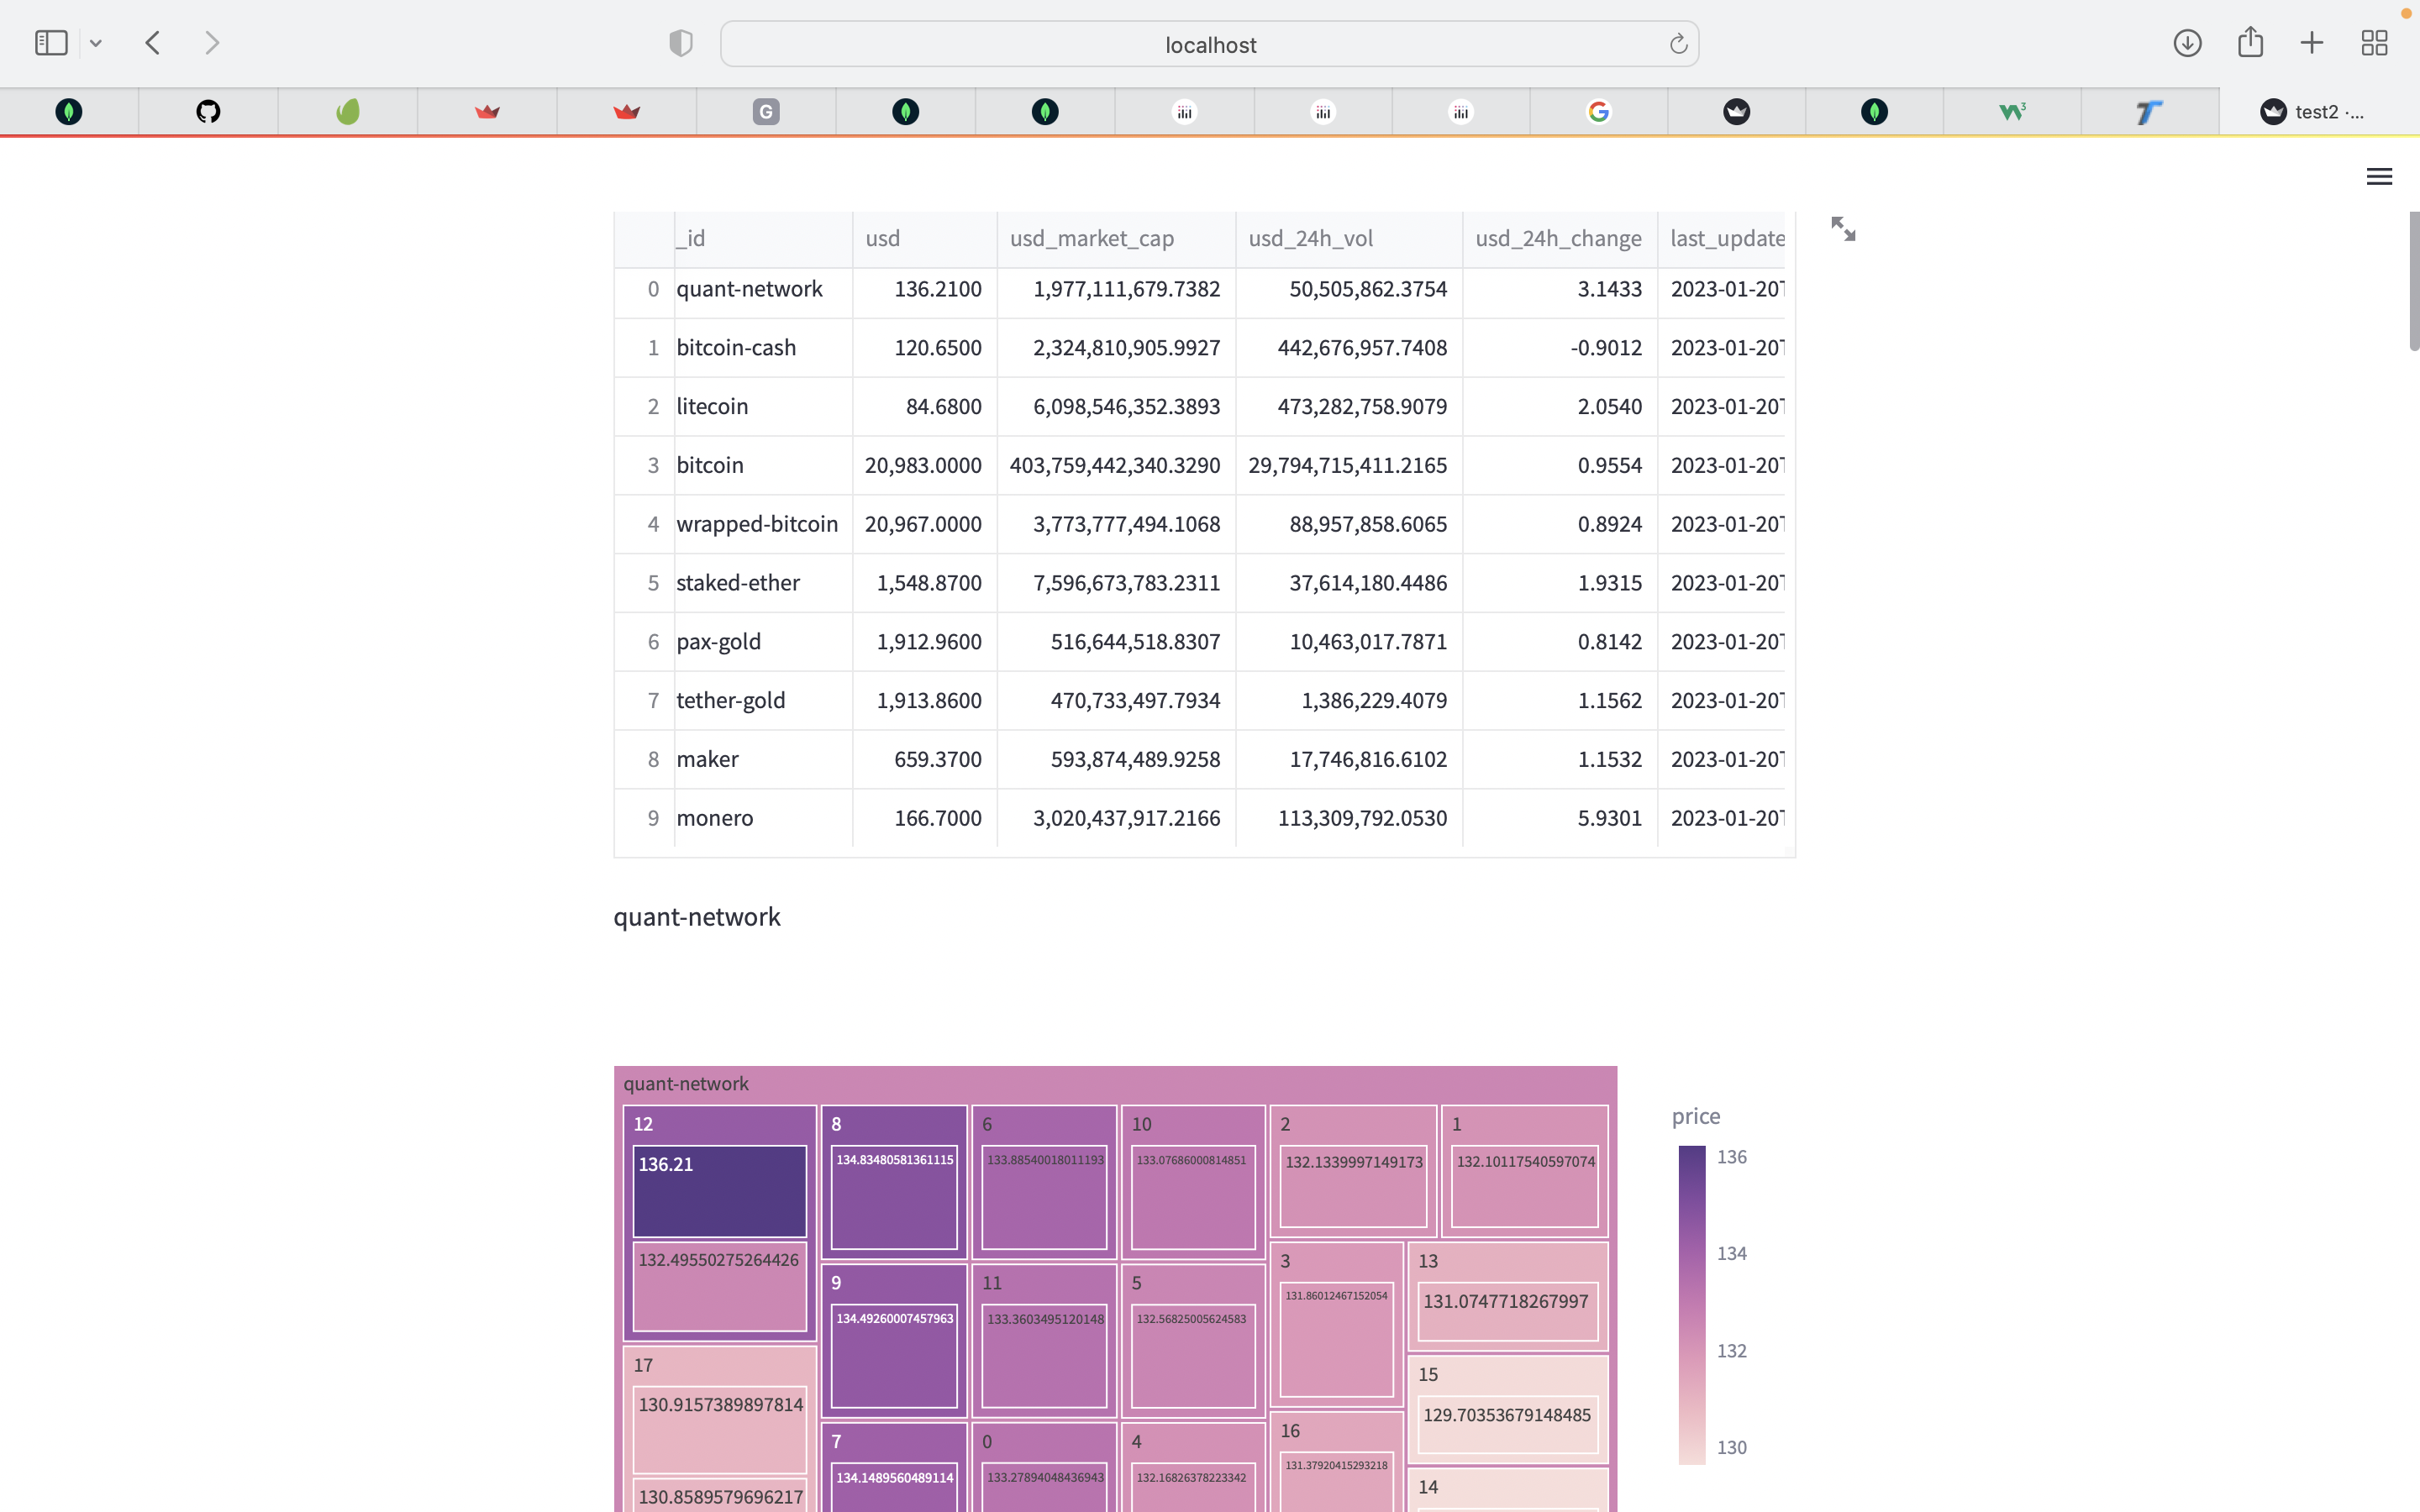 localhost
G
test2 ·...
_id usd usd_market_cap usd_24h_vol usd_24h_change last_update
0 quant-network 136.2100 1,977,111,679.7382 50,505,862.3754 3.1433 2023-01-20T
1 bitcoin-cash 120.6500 2,324,810,905.9927 442,676,957.7408 -0.9012 2023-01-20T
2 litecoin 84.6800 6,098,546,352.3893 473,282,758.9079 2.0540 2023-01-20T
3 bitcoin 20,983.0000 403,759,442,340.3290 29,794,715,411.2165 0.9554 2023-01-20T
4 wrapped-bitcoin 20,967.0000 3,773,777,494.1068 88,957,858.6065 0.8924 2023-01-20T
5 staked-ether 1,548.8700 7,596,673,783.2311 37,614,180.4486 1.9315 2023-01-20T
6 pax-gold 1,912.9600 516,644,518.8307 10,463,017.7871 0.8142 2023-01-20T
7 tether-gold 1,913.8600 470,733,497.7934 1,386,229.4079 1.1562 2023-01-20T
8 maker 659.3700 593,874,489.9258 17,746,816.6102 1.1532 2023-01-20T
9 monero 166.7000 3,020,437,917.2166 113,309,792.0530 5.9301 2023-01-20T
quant-network
quant-network
12
136.21
132.49550275264426
17
130.9157389897814
130.8589579696217
8
134.83480581361115
9
134.49260007457963
7
134.1489560489114
6
133.88540018011193
11
133.3603495120148
0
133.27894048436943
10
133.07686000814851
5
132.56825005624583
4
132.16826378223342
2
132.1339997149173
1
132.10117540597074
3
131.86012467152054
16
131.37920415293218
13
131.0747718267997
15
129.70353679148485
14
price
136
134
132
130